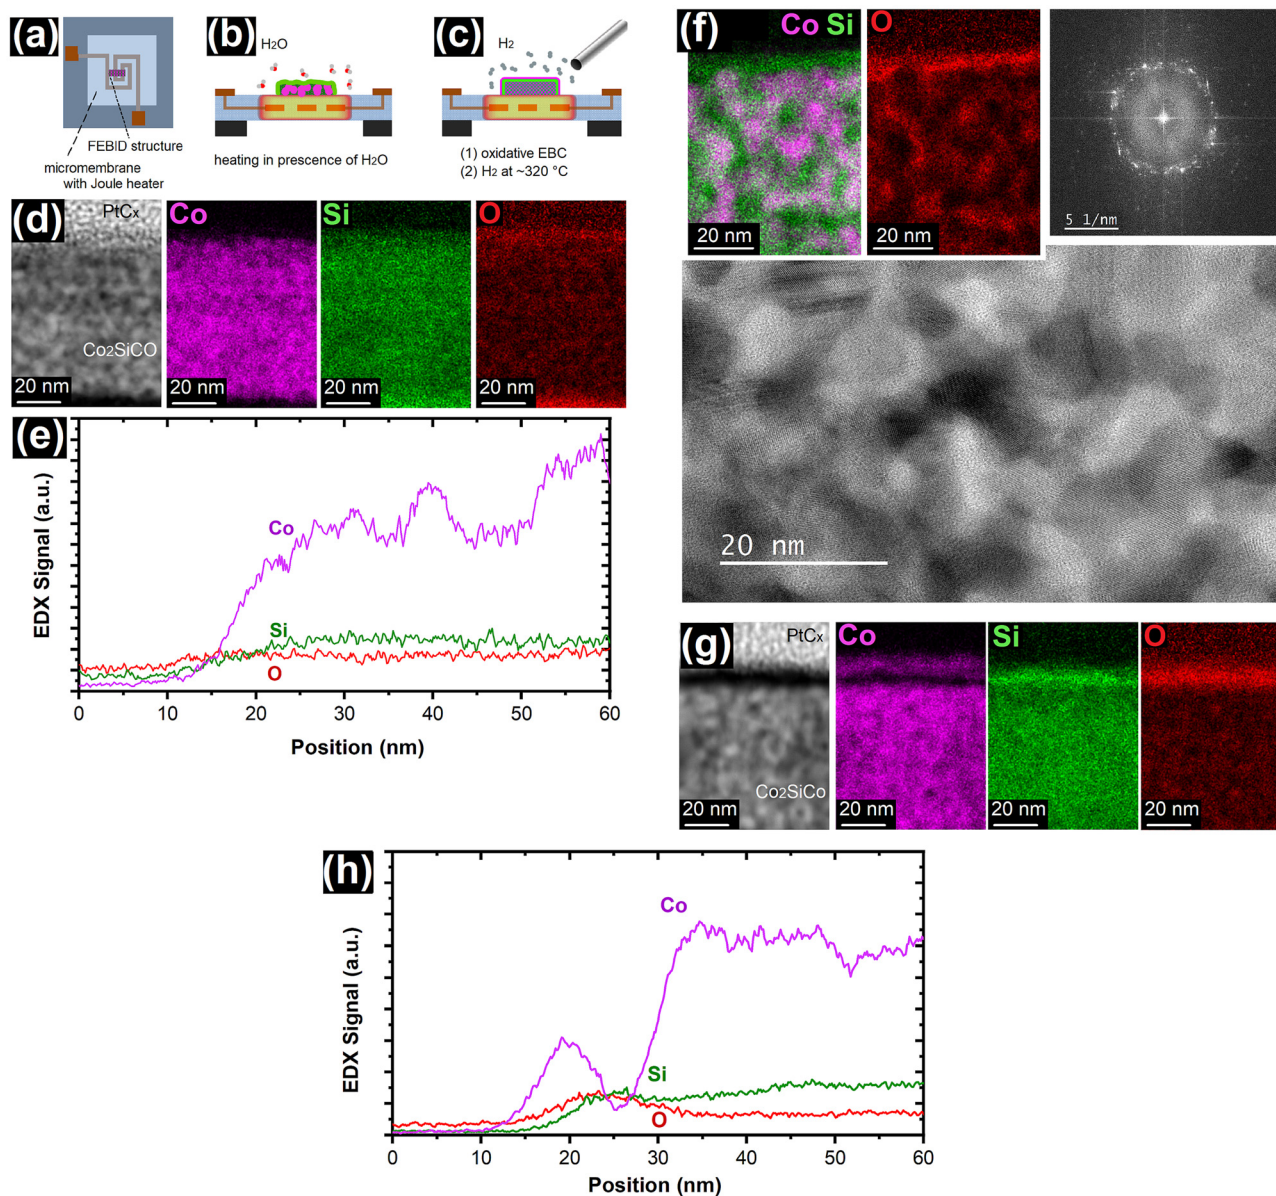 (a)
FEBID structure
micromembrane
with Joule heater
(b)
H2O
heating in prescence of H2O
(c)
H2
(1) oxidative EBC
(2) H2 at ~320 °C
(d)
PtCx
Co2SiCO
20 nm
Co
20 nm
Si
20 nm
O
20 nm
(e)
EDX Signal (a.u.)
Co
Si
O
0 10 20 30 40 50 60
Position (nm)
(f)
Co Si
20 nm
O
20 nm
5 1/nm
20 nm
(g)
PtCx
Co2SiCo
20 nm
Co
20 nm
Si
20 nm
O
20 nm
(h)
EDX Signal (a.u.)
Co
Si
O
0 10 20 30 40 50 60
Position (nm)